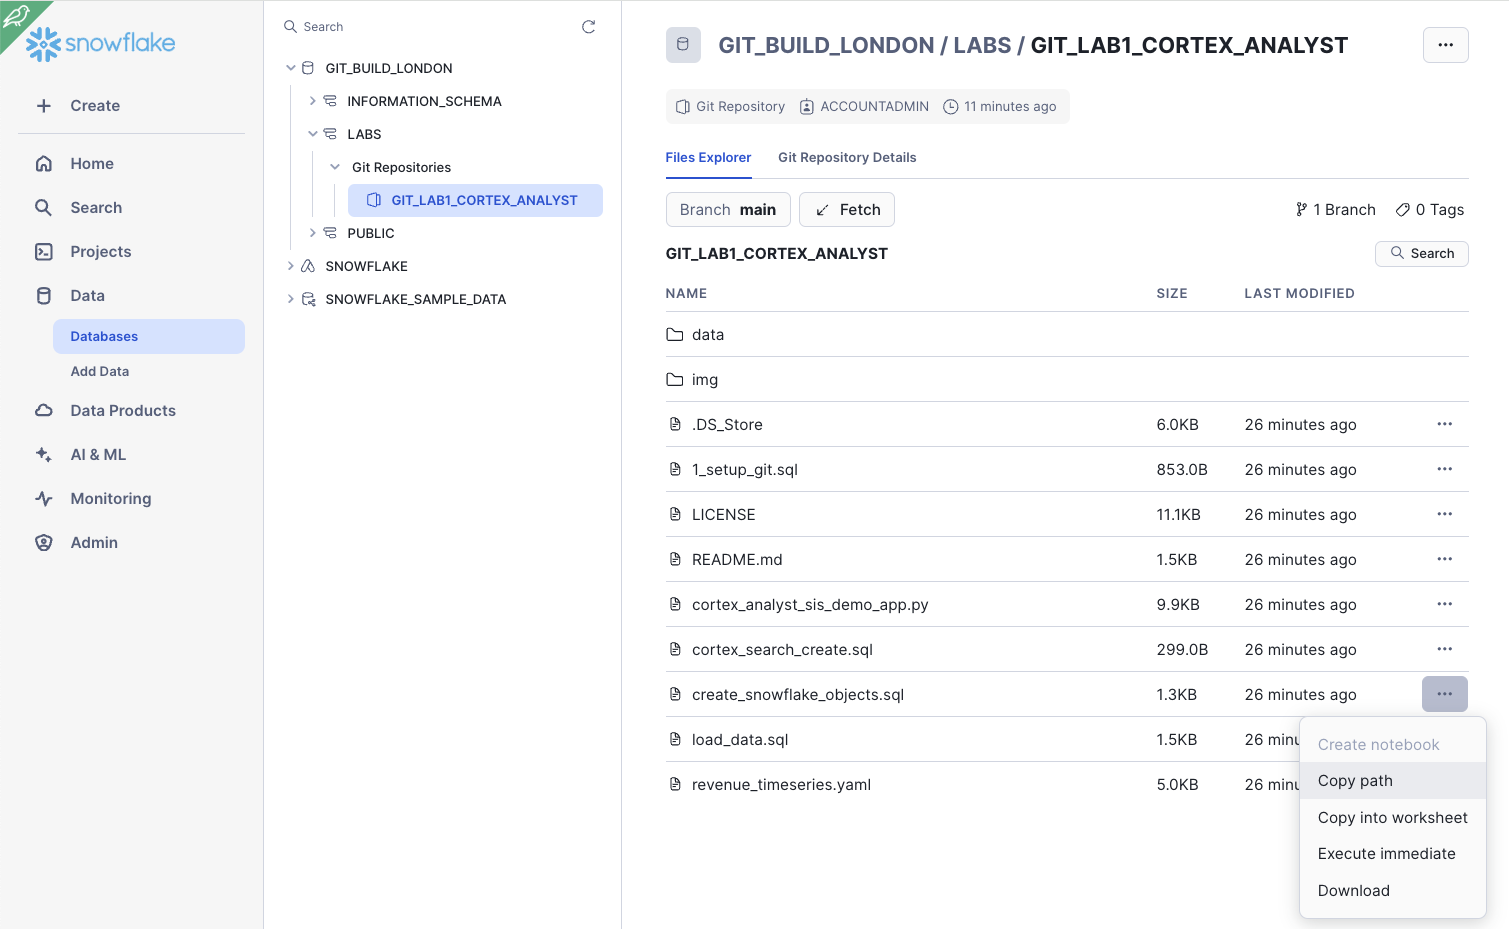 snowflake
Create
Home
Search
Projects
Data
Databases
Add Data
Data Products
AI & ML
Monitoring
Admin
Search
GIT_BUILD_LONDON
INFORMATION_SCHEMA
LABS
Git Repositories
GIT_LAB1_CORTEX_ANALYST
PUBLIC
SNOWFLAKE
SNOWFLAKE_SAMPLE_DATA
GIT_BUILD_LONDON / LABS / GIT_LAB1_CORTEX_ANALYST
Git Repository ACCOUNTADMIN 11 minutes ago
Files Explorer Git Repository Details
Branch main Fetch 1 Branch 0 Tags
GIT_LAB1_CORTEX_ANALYST Search
NAME SIZE LAST MODIFIED
data
img
.DS_Store 6.0KB 26 minutes ago
1_setup_git.sql 853.0B 26 minutes ago
LICENSE 11.1KB 26 minutes ago
README.md 1.5KB 26 minutes ago
cortex_analyst_sis_demo_app.py 9.9KB 26 minutes ago
cortex_search_create.sql 299.0B 26 minutes ago
create_snowflake_objects.sql 1.3KB 26 minutes ago
load_data.sql 1.5KB 26 minu
revenue_timeseries.yaml 5.0KB 26 minu
Create notebook
Copy path
Copy into worksheet
Execute immediate
Download